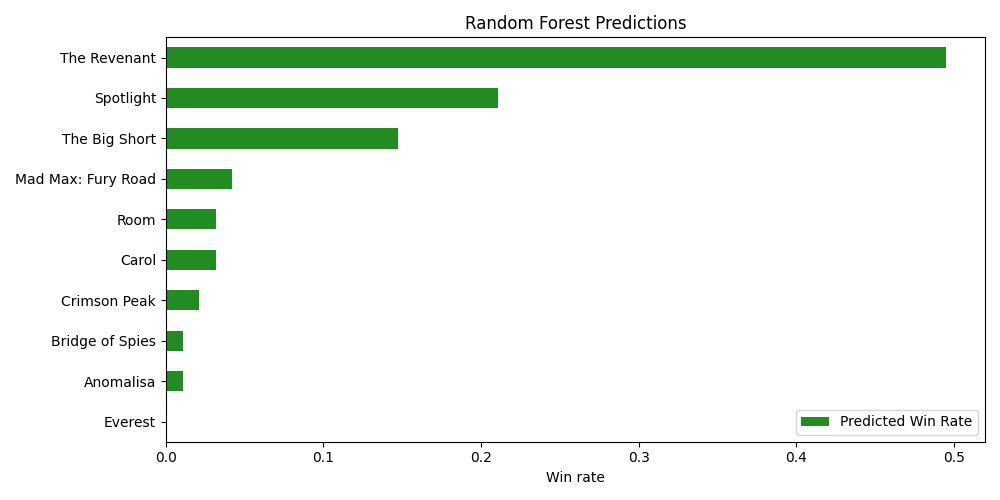 Random Forest Predictions
The Revenant
Spotlight
The Big Short
Mad Max: Fury Road
Room
Carol
Crimson Peak
Bridge of Spies
Anomalisa
Everest
Predicted Win Rate
0.0 0.1 0.2 0.3 0.4 0.5
Win rate